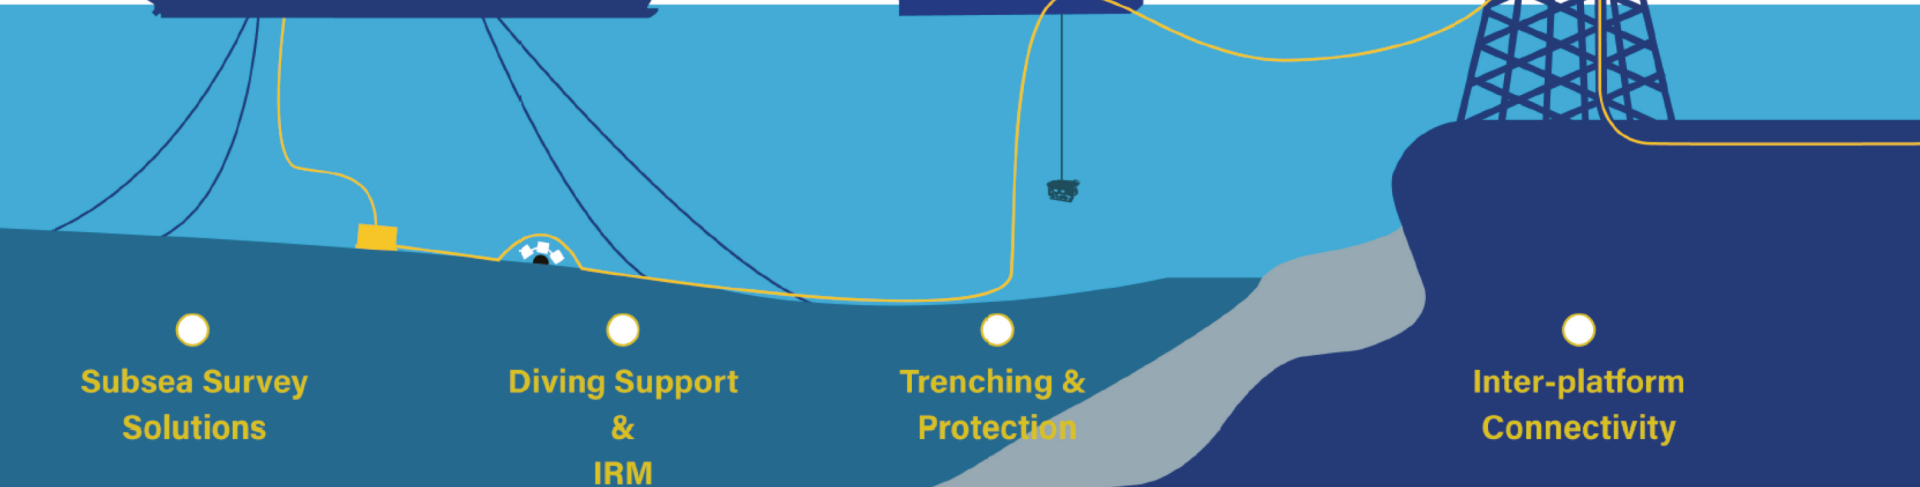 Subsea Survey
Solutions
Diving Support
&
IRM
Trenching &
Protection
Inter-platform
Connectivity